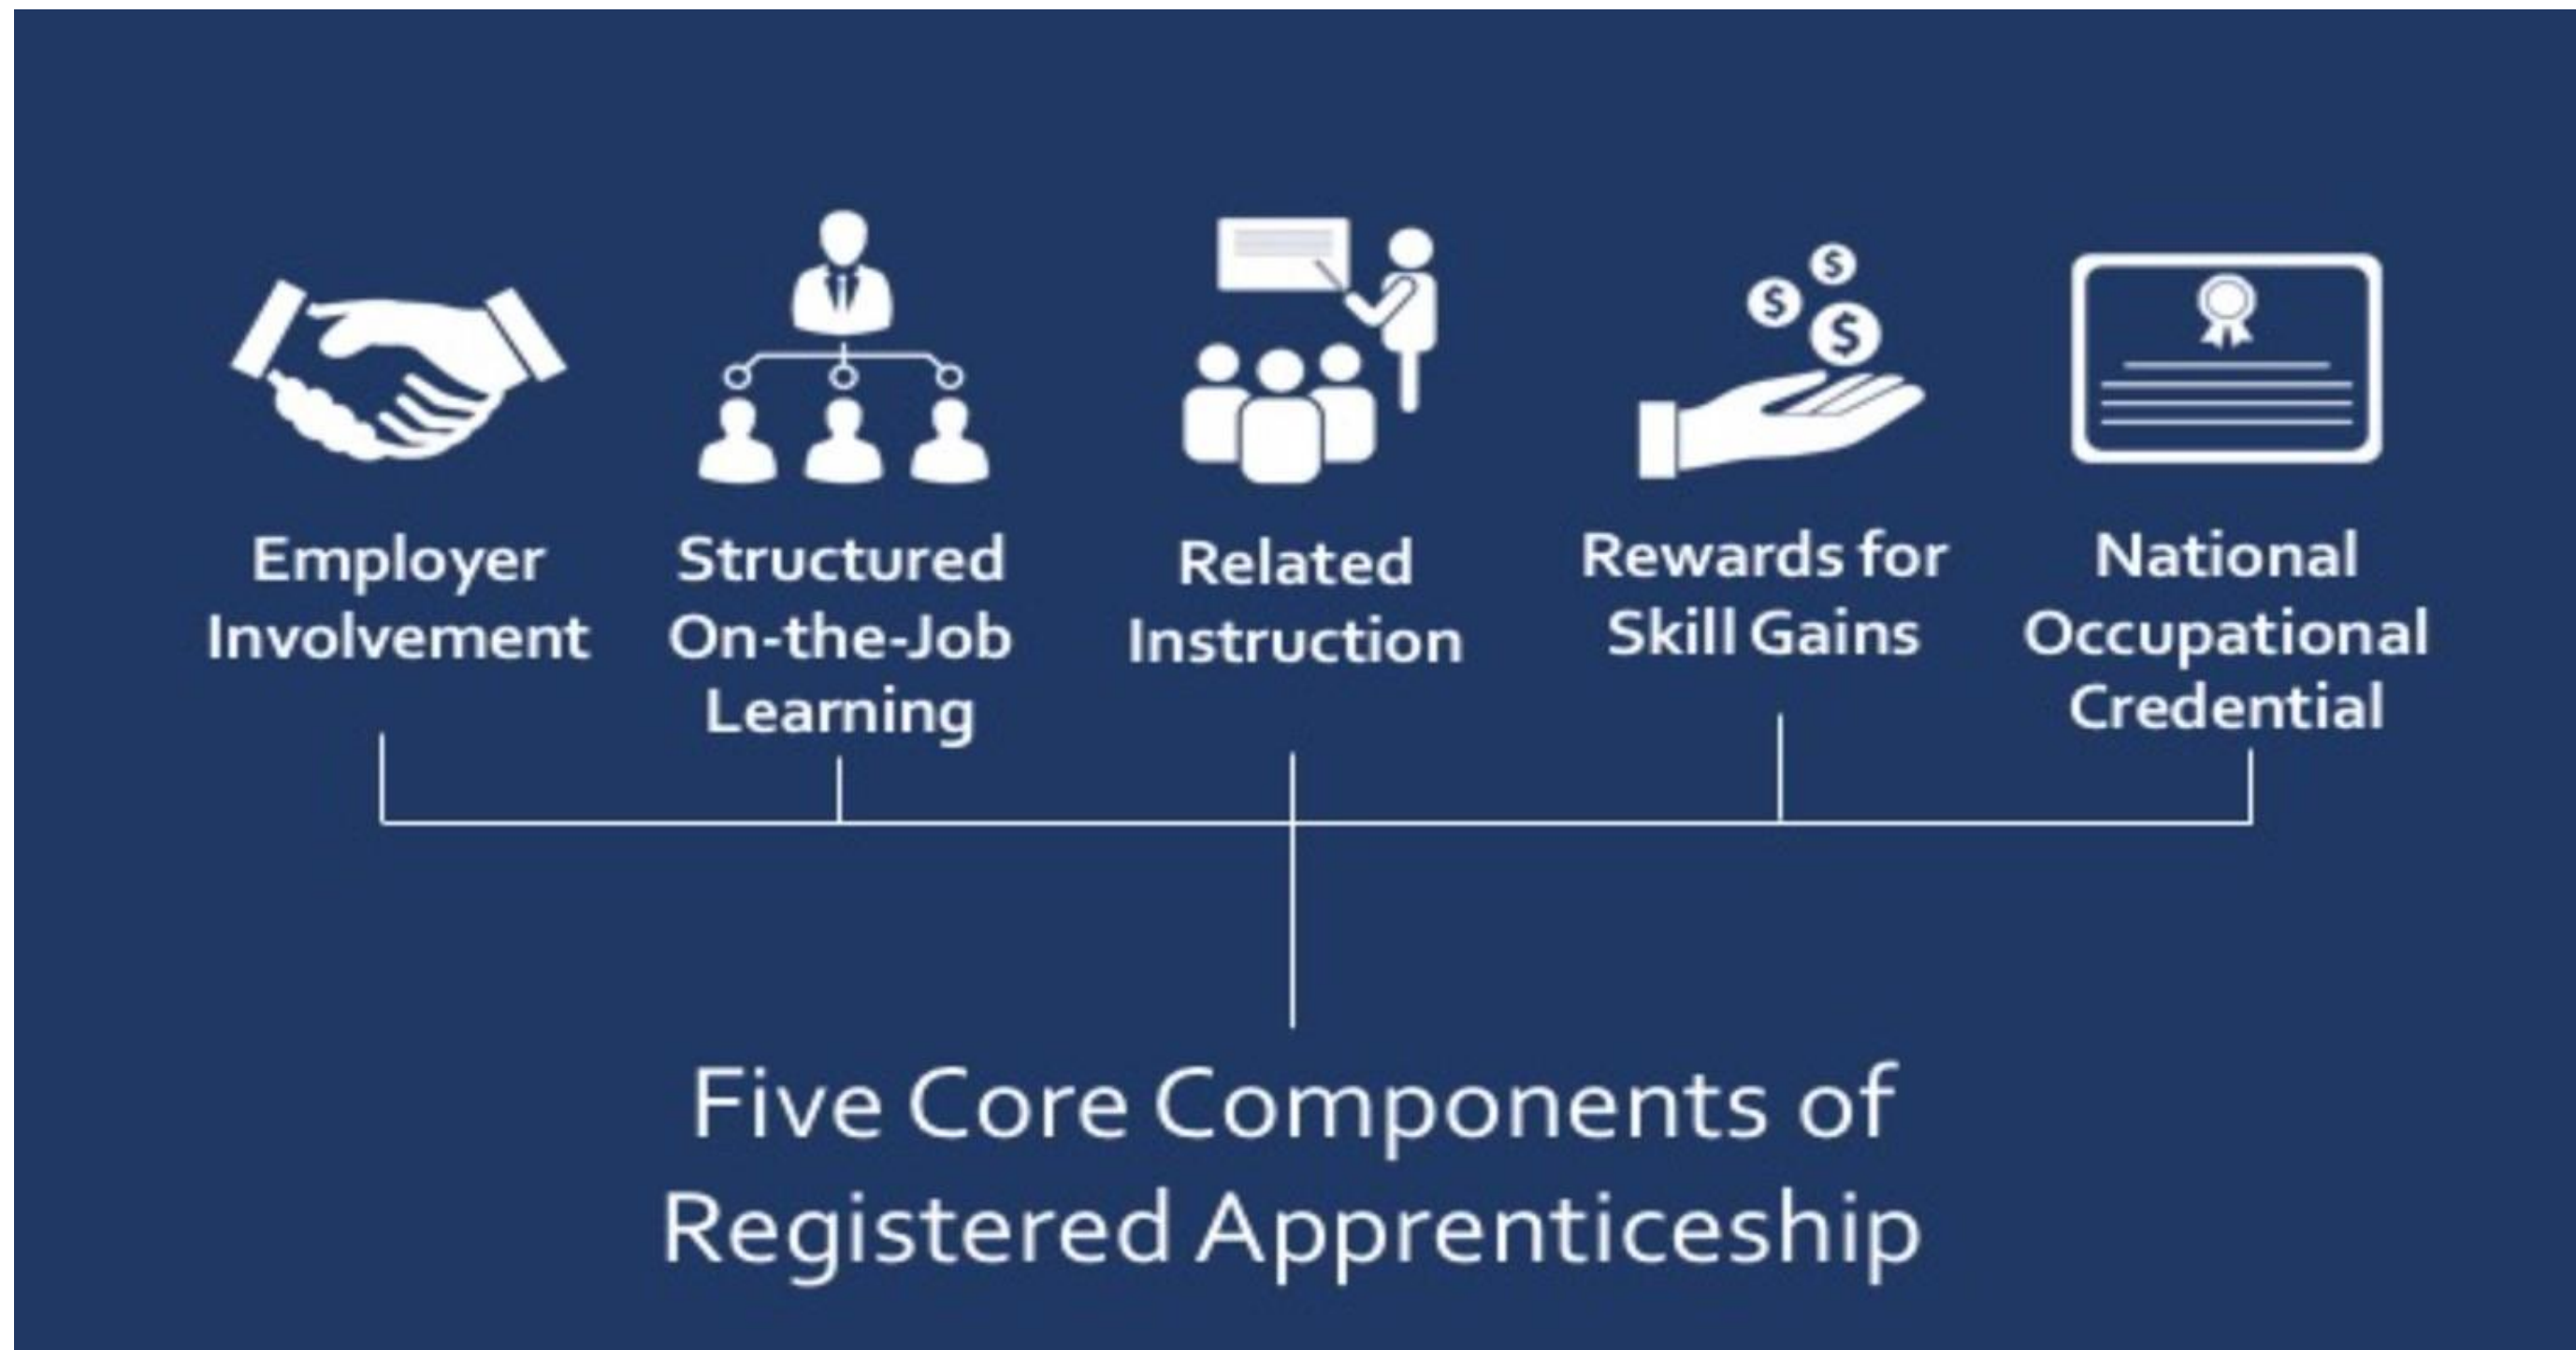 $
$
$
Employer
Involvement
Structured
On-the-Job
Learning
Related
Instruction
Rewards for
Skill Gains
National
Occupational
Credential
Five Core Components of
Registered Apprenticeship